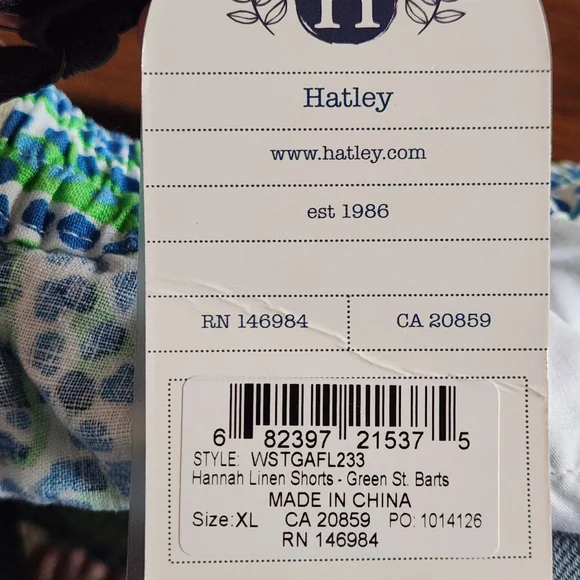 H
Hatley
www.hatley.com
est 1986
RN 146984 CA 20859
6 82397 21537 5
STYLE: WSTGAFL233
Hannah Linen Shorts - Green St. Barts
MADE IN CHINA
Size:XL CA 20859 PO: 1014126
RN 146984